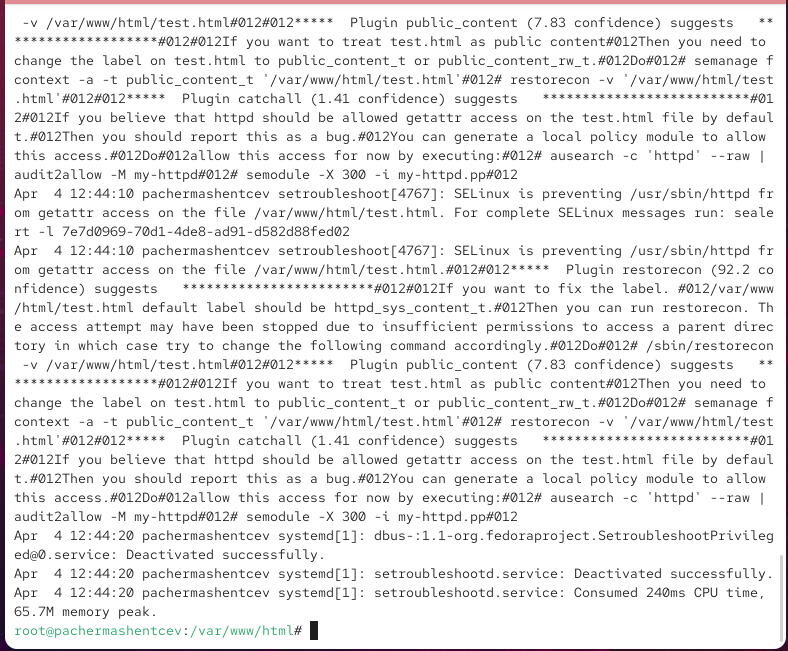 -v /var/www/html/test.html#012#012*****  Plugin public_content (7.83 confidence) suggests   **
******************#012#012If you want to treat test.html as public content#012Then you need to 
change the label on test.html to public_content_t or public_content_rw_t.#012Do#012# semanage f
context -a -t public_content_t '/var/www/html/test.html'#012# restorecon -v '/var/www/html/test
.html'#012#012*****  Plugin catchall (1.41 confidence) suggests   **************************#01
2#012If you believe that httpd should be allowed getattr access on the test.html file by defaul
t.#012Then you should report this as a bug.#012You can generate a local policy module to allow 
this access.#012Do#012allow this access for now by executing:#012# ausearch -c 'httpd' --raw | 
audit2allow -M my-httpd#012# semodule -X 300 -i my-httpd.pp#012
Apr  4 12:44:10 pachermashentcev setroubleshoot[4767]: SELinux is preventing /usr/sbin/httpd fr
om getattr access on the file /var/www/html/test.html. For complete SELinux messages run: seale
rt -l 7e7d0969-70d1-4de8-ad91-d582d88fed02
Apr  4 12:44:10 pachermashentcev setroubleshoot[4767]: SELinux is preventing /usr/sbin/httpd fr
om getattr access on the file /var/www/html/test.html.#012#012*****  Plugin restorecon (92.2 co
nfidence) suggests   ************************#012#012If you want to fix the label. #012/var/www
/html/test.html default label should be httpd_sys_content_t.#012Then you can run restorecon. Th
e access attempt may have been stopped due to insufficient permissions to access a parent direc
tory in which case try to change the following command accordingly.#012Do#012# /sbin/restorecon
 -v /var/www/html/test.html#012#012*****  Plugin public_content (7.83 confidence) suggests   **
******************#012#012If you want to treat test.html as public content#012Then you need to 
change the label on test.html to public_content_t or public_content_rw_t.#012Do#012# semanage f
context -a -t public_content_t '/var/www/html/test.html'#012# restorecon -v '/var/www/html/test
.html'#012#012*****  Plugin catchall (1.41 confidence) suggests   **************************#01
2#012If you believe that httpd should be allowed getattr access on the test.html file by defaul
t.#012Then you should report this as a bug.#012You can generate a local policy module to allow 
this access.#012Do#012allow this access for now by executing:#012# ausearch -c 'httpd' --raw | 
audit2allow -M my-httpd#012# semodule -X 300 -i my-httpd.pp#012
Apr  4 12:44:20 pachermashentcev systemd[1]: dbus-:1.1-org.fedoraproject.SetroubleshootPrivileg
ed@0.service: Deactivated successfully.
Apr  4 12:44:20 pachermashentcev systemd[1]: setroubleshootd.service: Deactivated successfully.
Apr  4 12:44:20 pachermashentcev systemd[1]: setroubleshootd.service: Consumed 240ms CPU time, 
65.7M memory peak.
root@pachermashentcev:/var/www/html#